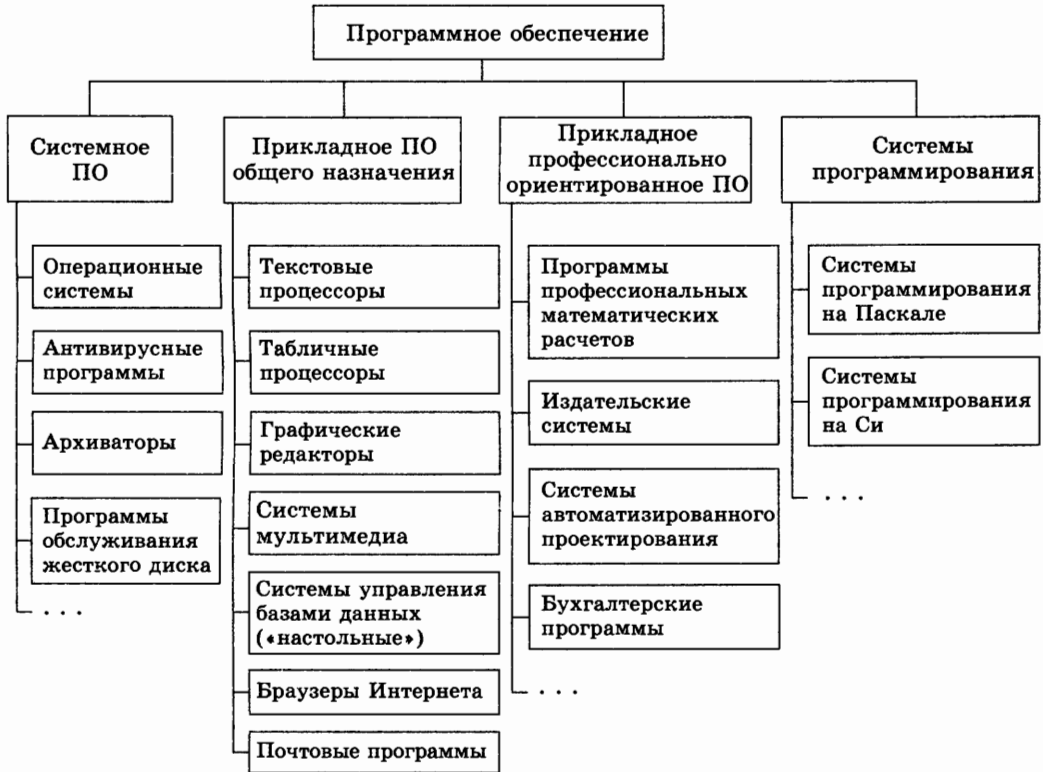 Программное обеспечение
Системное
ПО
Прикладное ПО
общего назначения
Прикладное
профессионально
ориентированное ПО
Системы
программирования
Операционные
системы
Антивирусные
программы
Архиваторы
Программы
обслуживания
жесткого диска
. . .
Текстовые
процессоры
Табличные
процессоры
Графические
редакторы
Системы
мультимедиа
Системы управления
базами данных
(«настольные»)
Браузеры Интернета
Почтовые программы
Программы
профессиональных
математических
расчетов
Издательские
системы
Системы
автоматизированного
проектирования
Бухгалтерские
программы
. . .
Системы
программирования
на Паскале
Системы
программирования
на Си
. . .